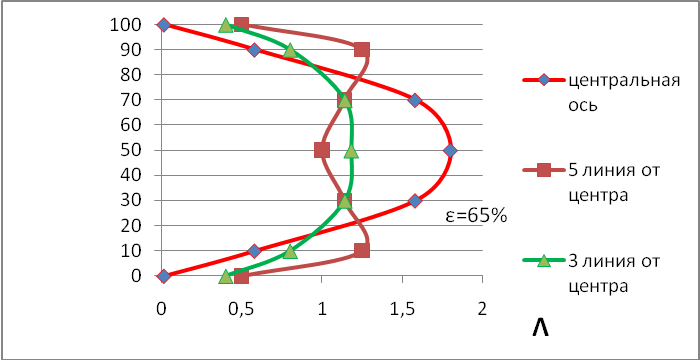 100
90
80
70
60
50
40
30
20
10
0
0
0,5
1
1,5
2
ε=65%
Λ
центральная
ось
5 линия от
центра
3 линия от
центра